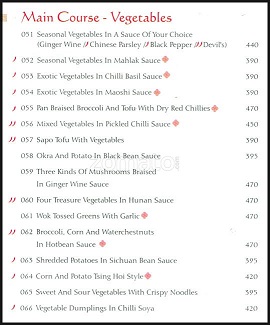 Main Course - Vegetables
051 Seasonal Vegetables In A Sauce Of Your Choice
(Ginger Wine / Chinese Parsley / Black Pepper / Devil's) 440
052 Seasonal Vegetables In Mahlak Sauce 390
053 Exotic Vegetables In Chilli Basil Sauce 390
054 Exotic Vegetables In Maoshi Sauce 390
055 Pan Braised Broccoli And Tofu With Dry Red Chillies 470
056 Mixed Vegetables In Pickled Chilli Sauce 450
057 Sapo Tofu With Vegetables 390
058 Okra And Potato In Black Bean Sauce 395
059 Three Kinds Of Mushrooms Braised
In Ginger Wine Sauce 470
060 Four Treasure Vegetables In Hunan Sauce 470
061 Wok Tossed Greens With Garlic 470
062 Broccoli, Corn And Waterchestnuts
In Hotbean Sauce 470
063 Shredded Potatoes In Sichuan Bean Sauce 395
064 Corn And Potato Tsing Hoi Style 420
065 Sweet And Sour Vegetables With Crispy Noodles 395
066 Vegetable Dumplings In Chilli Soya 420